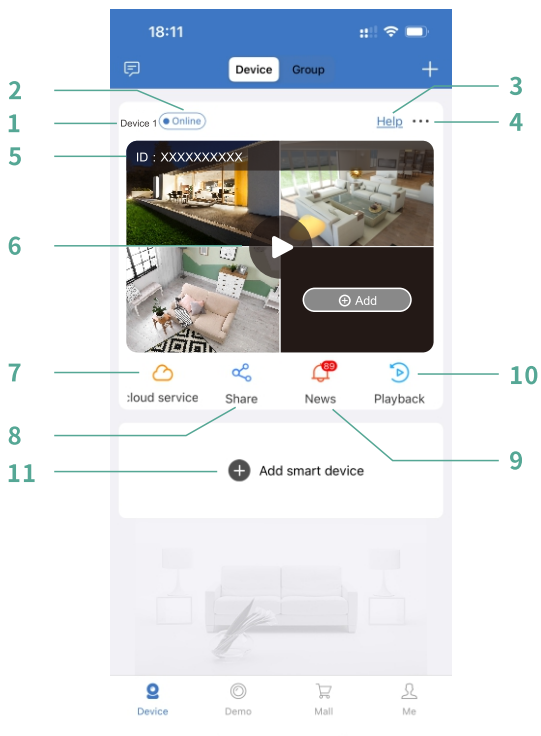 18:11
Device Group
2
3
1
Device 1 Online
Help
4
5
ID : XXXXXXXXXX
6
Add
7
10
:loud service Share News Playback
89
8
9
11
Add smart device
Device Demo Mall Me